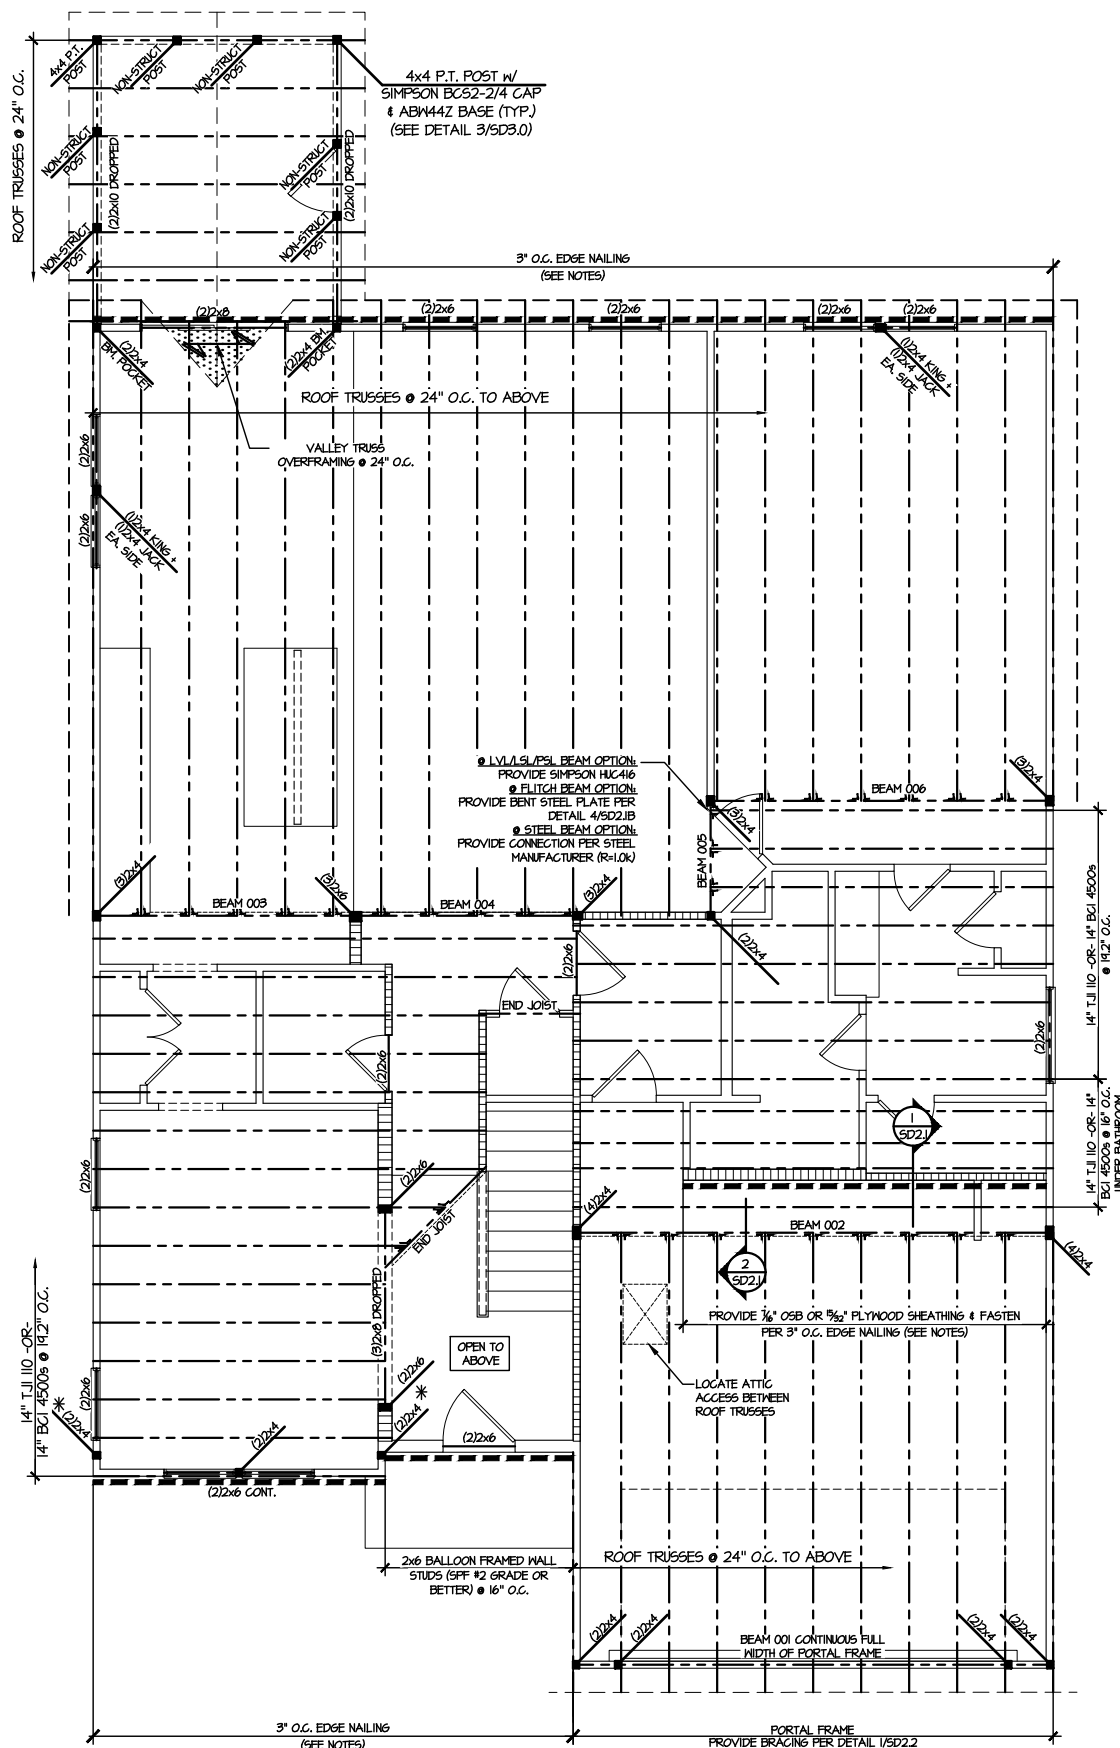 ROOF TRUSSES @ 24" O.C.
4x4 P.T.
POST
NON-STRUCT
POST
NON-STRUCT
POST
4x4 P.T. POST W/
SIMPSON BCS2-2/4 CAP
& ABW44Z BASE (TYP.)
(SEE DETAIL 3/SD3.0)
NON-STRUCT
POST
(2)2x10 DROPPED
NON-STRUCT
POST
(2)2x10 DROPPED
NON-STRUCT
POST
NON-STRUCT
POST
3" O.C. EDGE NAILING
(SEE NOTES)
(2)2x8
(2)2x6
(2)2x6
(2)2x6
(2)2x6
(2)2x4
BM. POCKET
(2)2x4 BM.
POCKET
(1)2x4 KING +
(1)2x4 JACK
EA. SIDE
ROOF TRUSSES @ 24" O.C. TO ABOVE
VALLEY TRUSS
OVERFRAMING @ 24" O.C.
(2)2x6
(2)2x6
(1)2x4 KING +
(1)2x4 JACK
EA. SIDE
@ LVL/LSL/PSL BEAM OPTION:
PROVIDE SIMPSON HUC416
@ FLITCH BEAM OPTION:
PROVIDE BENT STEEL PLATE PER
DETAIL 4/SD2.1B
@ STEEL BEAM OPTION:
PROVIDE CONNECTION PER STEEL
MANUFACTURER (R=1.0k)
(3)2x4
BEAM 006
(3)2x4
BEAM 005
(3)2x4
BEAM 003
(3)2x6
BEAM 004
(3)2x4
(2)2x4
14" TJI 110 -OR- 14" BCI 4500s
@ 19.2" O.C.
(2)2x6
END JOIST
(2)2x6
(2)2x6
1
SD2.1
14" TJI 110 -OR- 14"
BCI 4500s @ 16" O.C.
UNDER BATHROOM
(2)2x6
(2)2x6
END JOIST
(4)2x4
BEAM 002
(4)2x4
2
SD2.1
PROVIDE 7/16" OSB OR 15/32" PLYWOOD SHEATHING & FASTEN
PER 3" O.C. EDGE NAILING (SEE NOTES)
14" TJI 110 -OR-
14" BCI 4500s @ 19.2" O.C.
(3)2x8 DROPPED
OPEN TO
ABOVE
LOCATE ATTIC
ACCESS BETWEEN
ROOF TRUSSES
(2)2x6
(2)2x6
*
(2)2x4
*
(2)2x4
(2)2x4
(2)2x6
(2)2x6 CONT.
2x6 BALLOON FRAMED WALL
STUDS (SPF #2 GRADE OR
BETTER) @ 16" O.C.
ROOF TRUSSES @ 24" O.C. TO ABOVE
(2)2x4
(2)2x4
BEAM 001 CONTINUOUS FULL
WIDTH OF PORTAL FRAME
(2)2x4
(2)2x4
3" O.C. EDGE NAILING
(SEE NOTES)
PORTAL FRAME
PROVIDE BRACING PER DETAIL 1/SD2.2